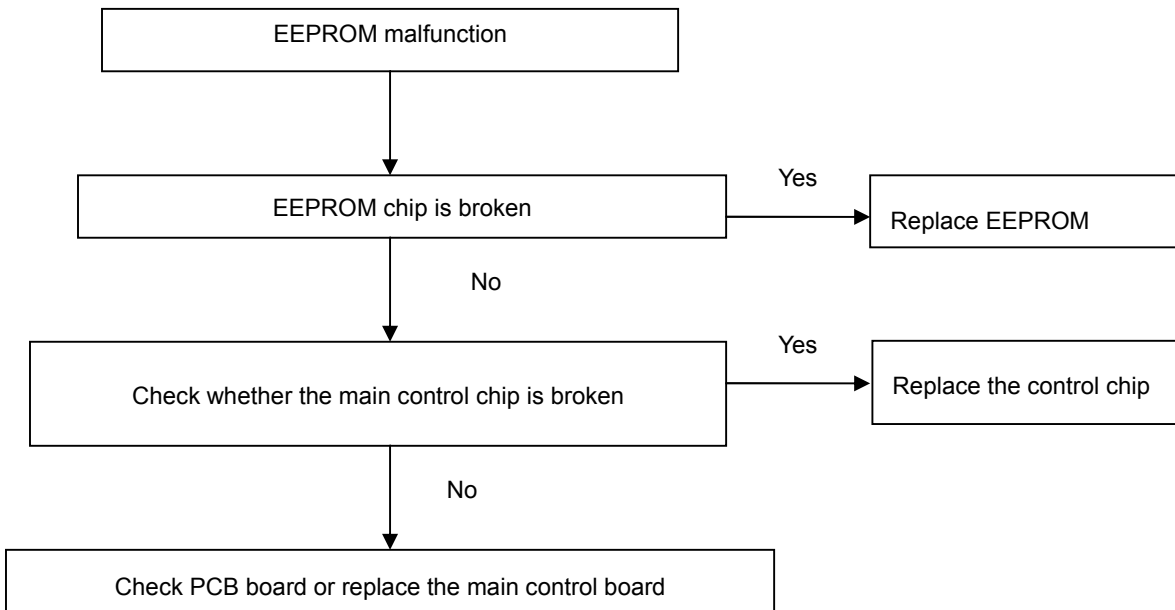 EEPROM malfunction
Yes
EEPROM chip is broken
Replace EEPROM
No
Yes
Check whether the main control chip is broken
Replace the control chip
No
Check PCB board or replace the main control board